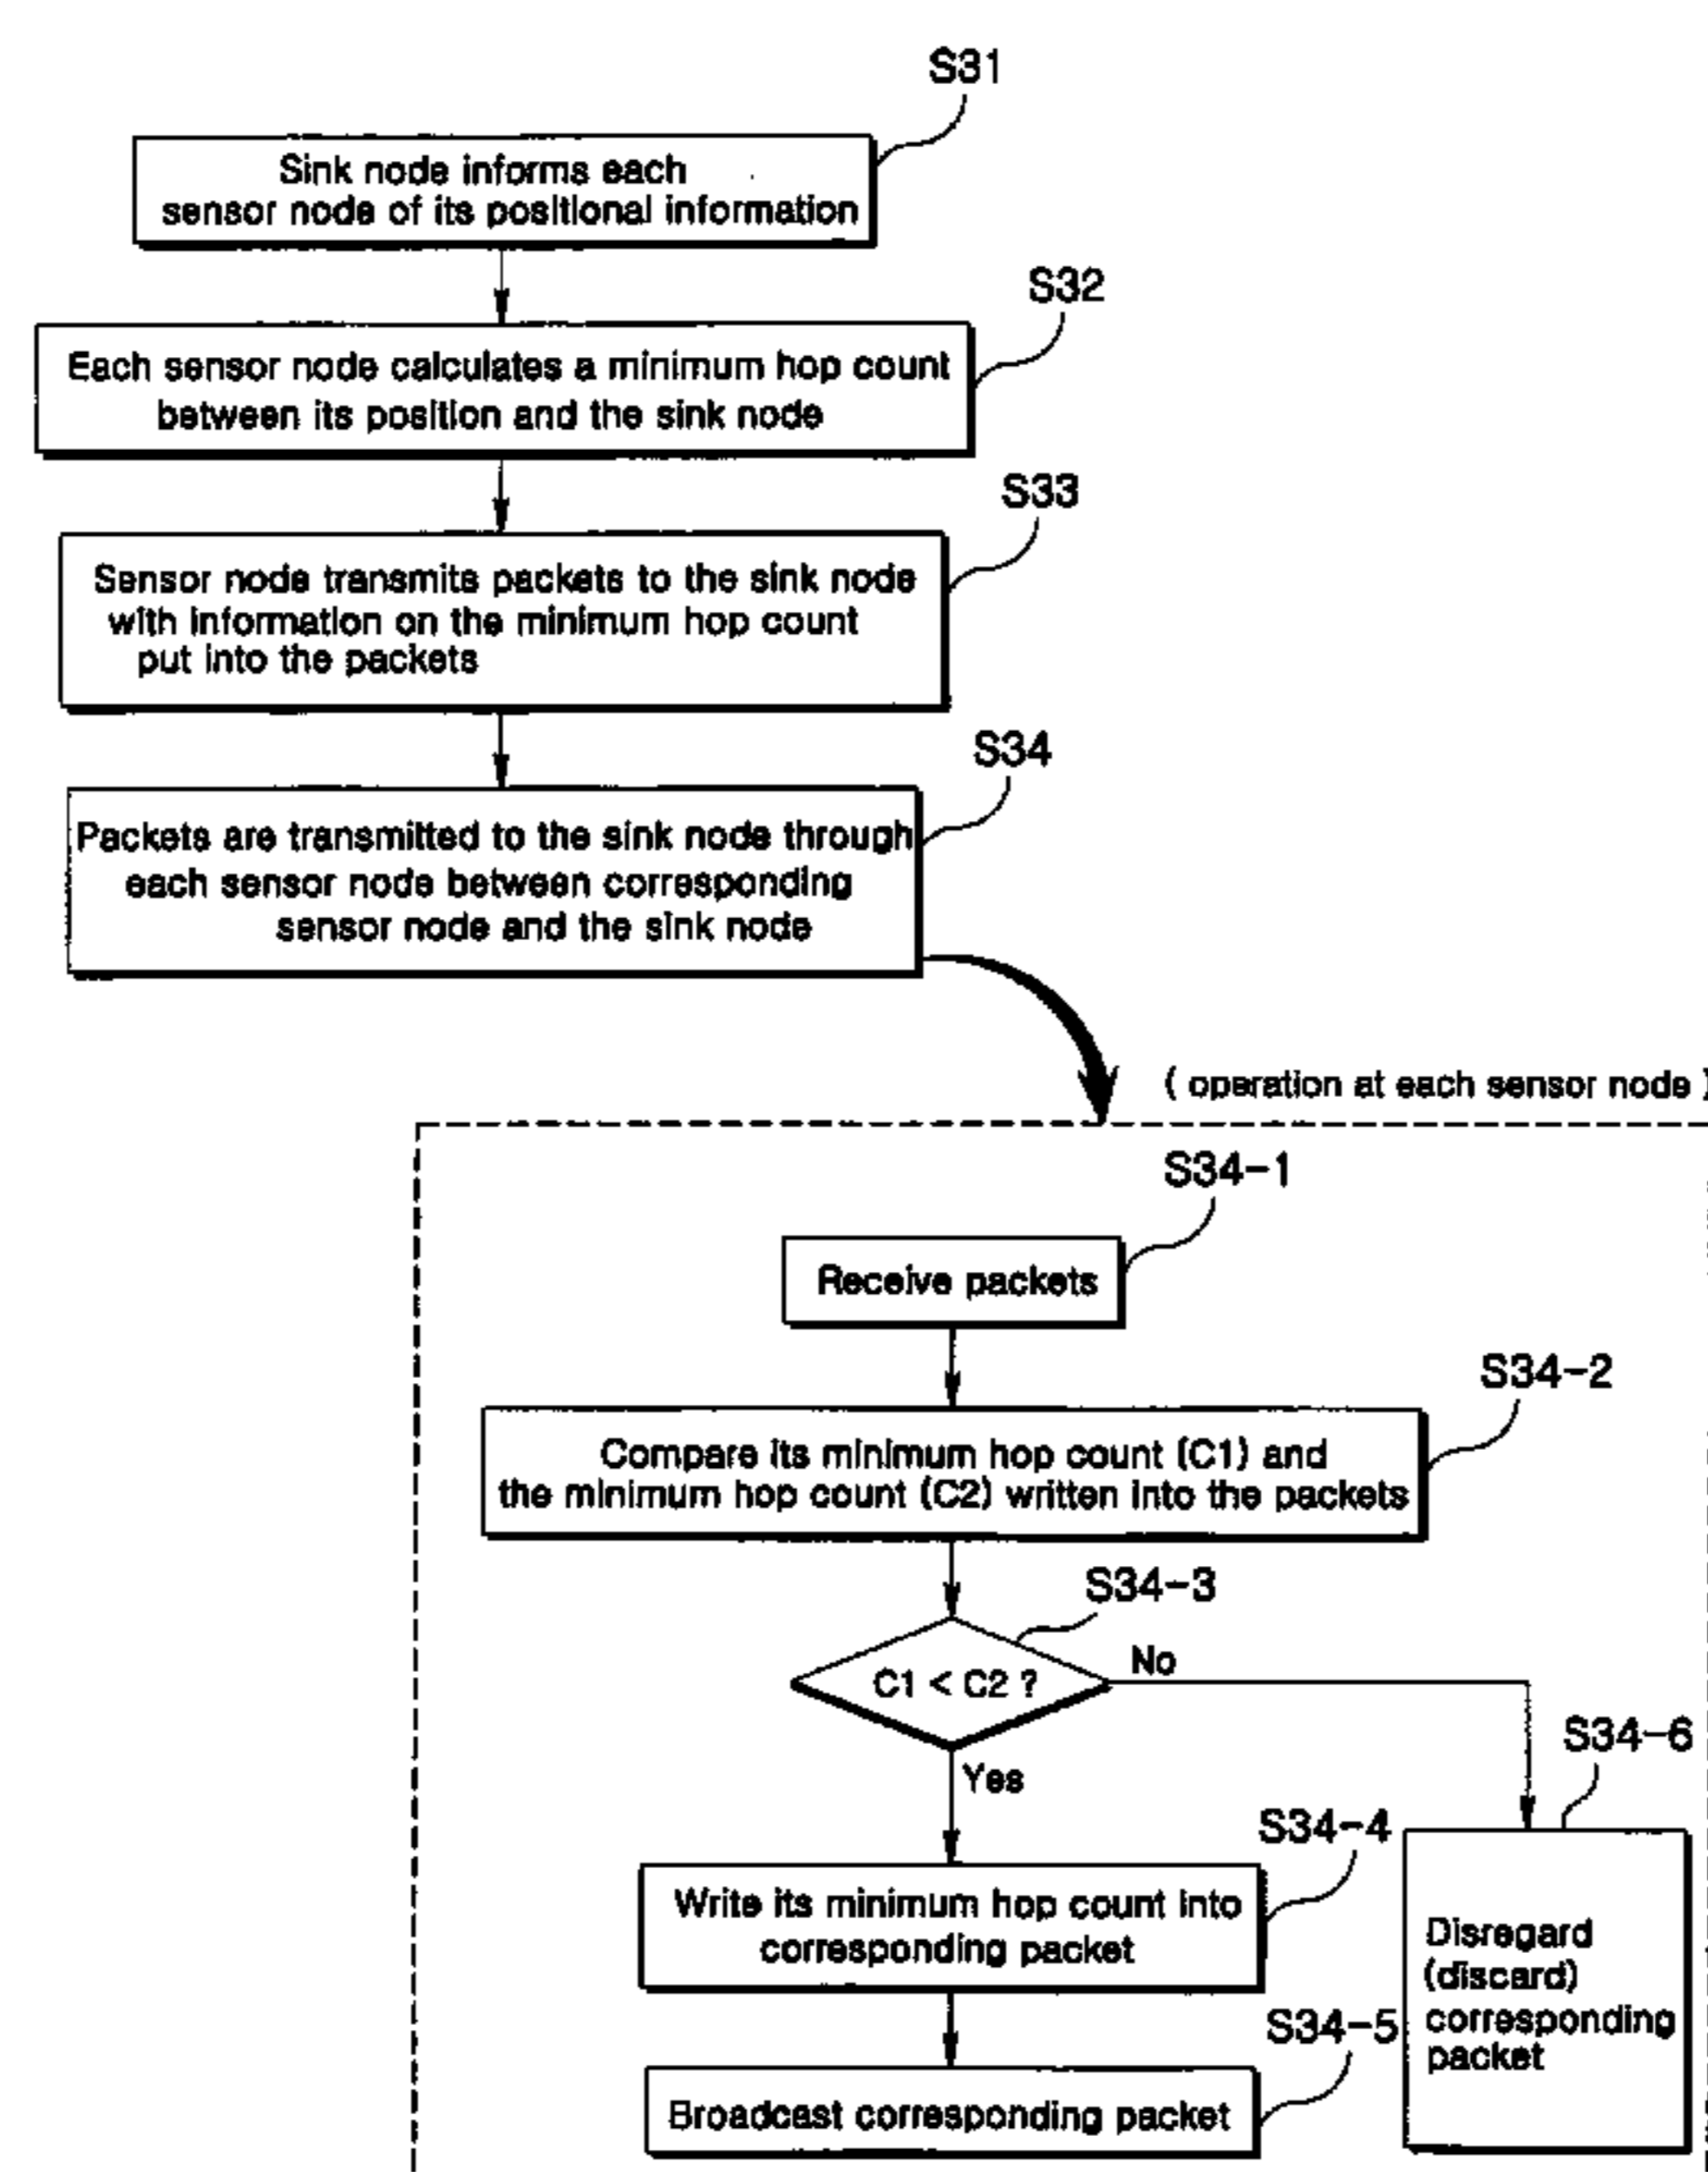 S31
Sink node informs each
sensor node of its positional information
S32
Each sensor node calculates a minimum hop count
between its position and the sink node
S33
Sensor node transmits packets to the sink node
with information on the minimum hop count
put into the packets
S34
Packets are transmitted to the sink node through
each sensor node between corresponding
sensor node and the sink node
( operation at each sensor node )
S34-1
Receive packets
S34-2
Compare its minimum hop count (C1) and
the minimum hop count (C2) written into the packets
S34-3
C1 < C2 ?
No
Yes
S34-4
Write its minimum hop count into
corresponding packet
S34-5
Broadcast corresponding packet
S34-6
Disregard
(discard)
corresponding
packet